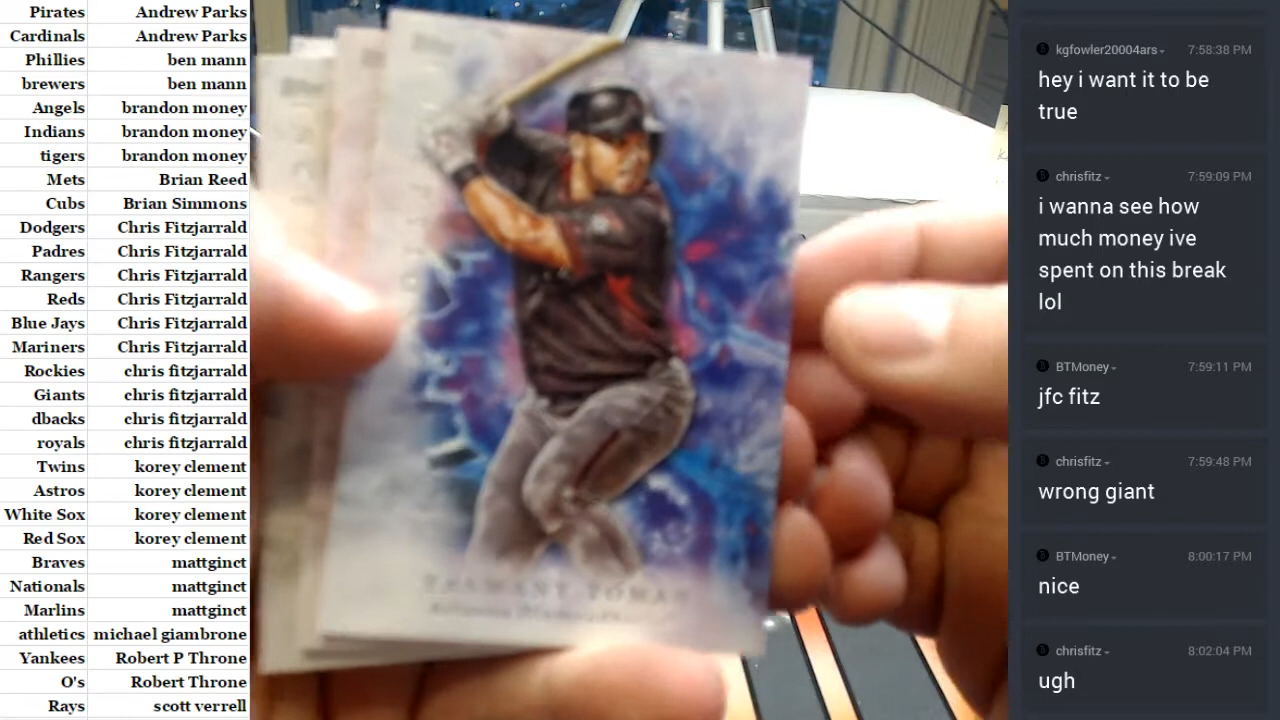 Pirates Andrew Parks
Cardinals Andrew Parks
Phillies ben mann
brewers ben mann
Angels brandon money
Indians brandon money
tigers brandon money
Mets Brian Reed
Cubs Brian Simmons
Dodgers Chris Fitzjarrald
Padres Chris Fitzjarrald
Rangers Chris Fitzjarrald
Reds Chris Fitzjarrald
Blue Jays Chris Fitzjarrald
Mariners Chris Fitzjarrald
Rockies chris fitzjarrald
Giants chris fitzjarrald
dbacks chris fitzjarrald
royals chris fitzjarrald
Twins korey clement
Astros korey clement
White Sox korey clement
Red Sox korey clement
Braves mattginct
Nationals mattginct
Marlins mattginct
athletics michael giambrone
Yankees Robert P Throne
O's Robert Throne
Rays scott verrell
TOMAS
kgfowler20004ars 7:58:38 PM
hey i want it to be
true
chrisfitz 7:59:09 PM
i wanna see how
much money ive
spent on this break
lol
BTMoney 7:59:11 PM
jfc fitz
chrisfitz 7:59:48 PM
wrong giant
BTMoney 8:00:17 PM
nice
chrisfitz 8:02:04 PM
ugh